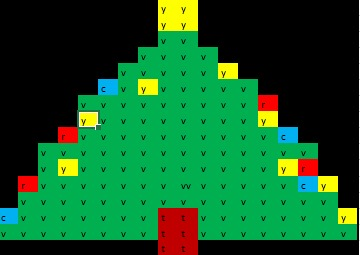 y y
y y
v v
v v v v
v v v v v y
c v y v v v v v
v v v v v v v v v r
y v v v v v v v v y
r v v v v v v v v v v c
v v v v v v v v v v v v v v
v y v v v v v v v v v v y r
r v v v v v v v vv v v v v v c y
v v v v v v v v v v v v v v v v
c v v v v v v v t t v v v v v v v y
v v v v v v v v t t v v v v v v v v
t t